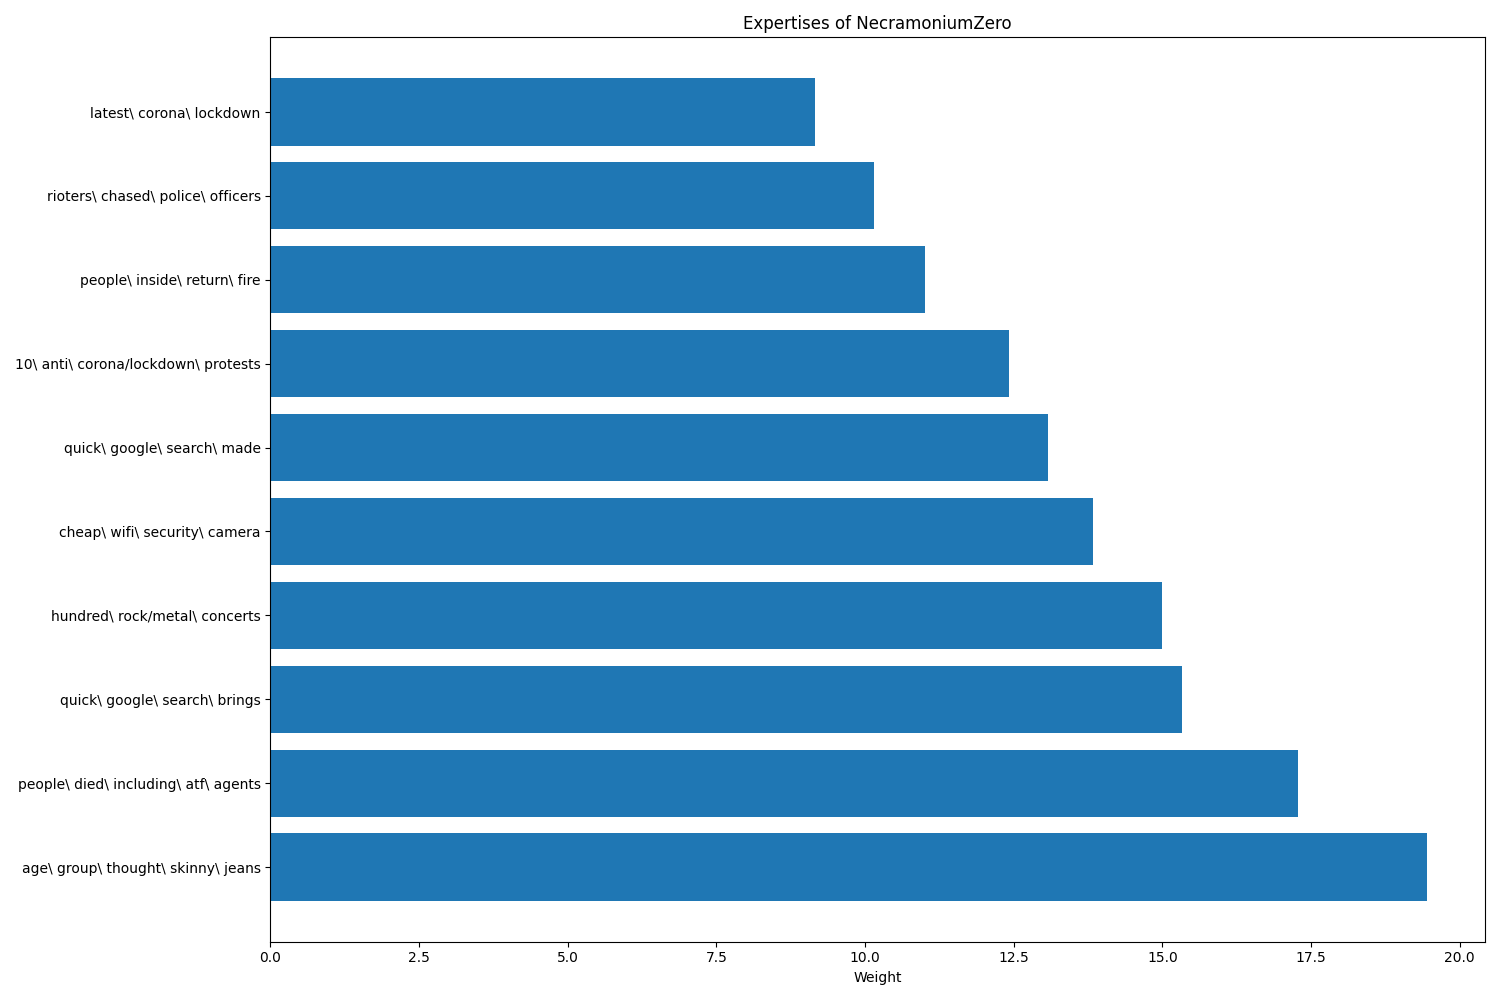 Expertises of NecramoniumZero
latest\ corona\ lockdown
rioters\ chased\ police\ officers
people\ inside\ return\ fire
10\ anti\ corona/lockdown\ protests
quick\ google\ search\ made
cheap\ wifi\ security\ camera
hundred\ rock/metal\ concerts
quick\ google\ search\ brings
people\ died\ including\ atf\ agents
age\ group\ thought\ skinny\ jeans
0.0 2.5 5.0 7.5 10.0 12.5 15.0 17.5 20.0
Weight